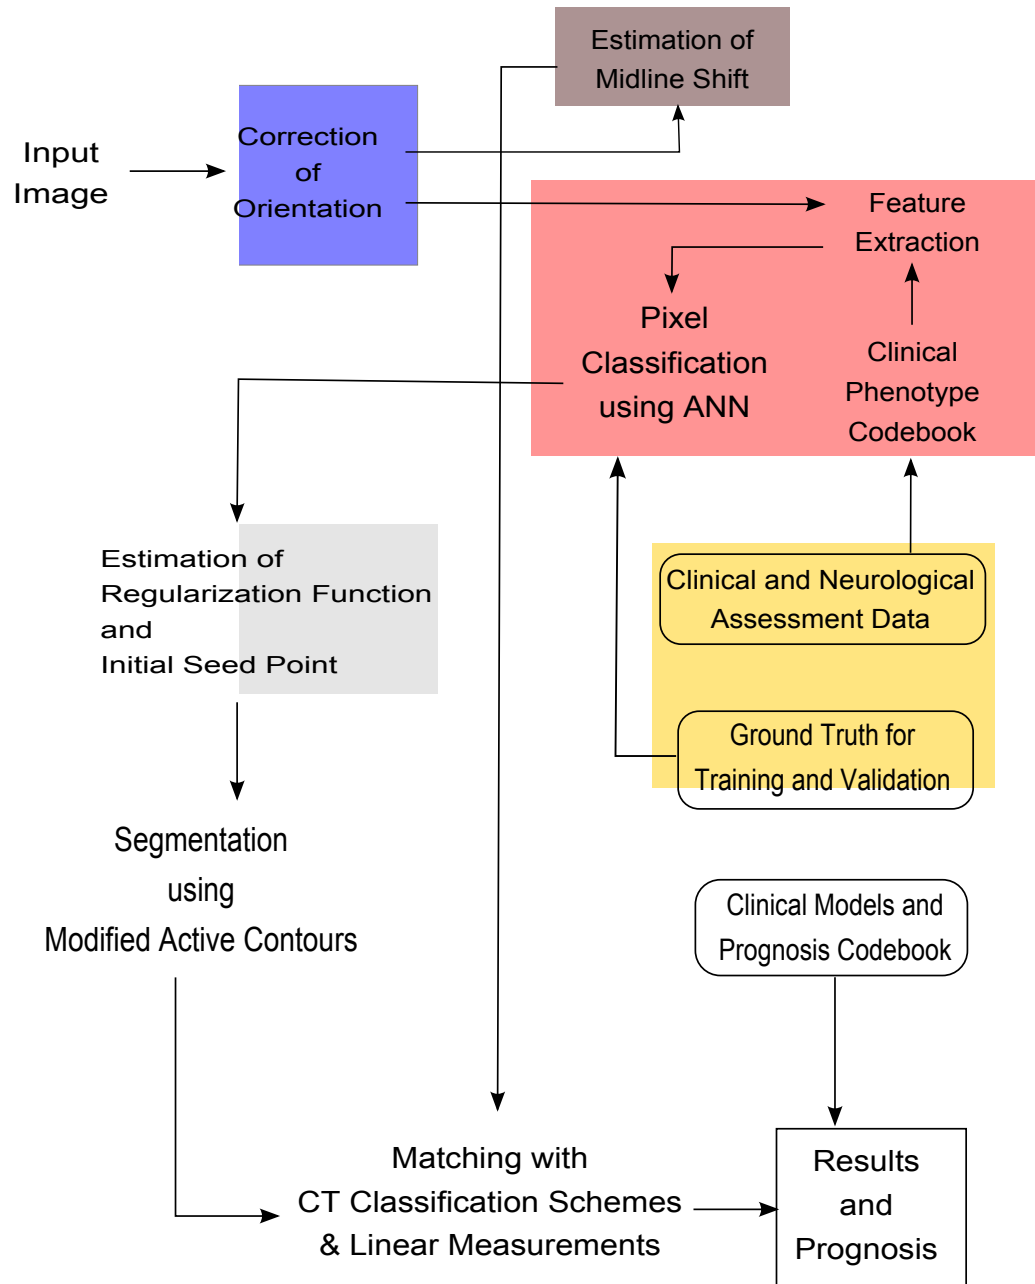 Estimation of
Midline Shift
Input
Image
Correction
of
Orientation
Feature
Extraction
Pixel
Classification
using ANN
Clinical
Phenotype
Codebook
Estimation of
Regularization Function
and
Initial Seed Point
Clinical and Neurological
Assessment Data
Ground Truth for
Training and Validation
Segmentation
using
Modified Active Contours
Clinical Models and
Prognosis Codebook
Matching with
CT Classification Schemes
& Linear Measurements
Results
and
Prognosis